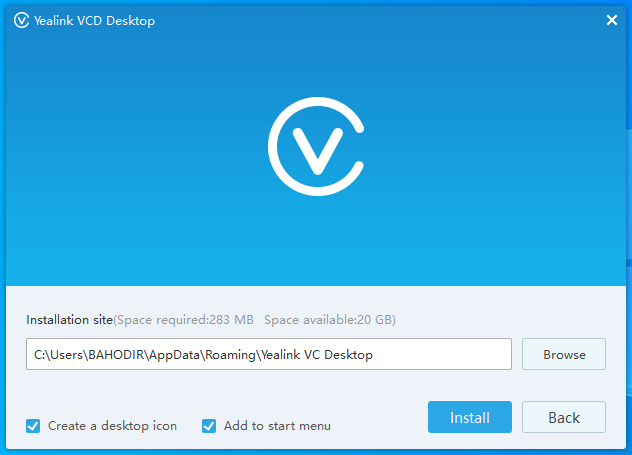 Yealink VCD Desktop
Installation site(Space required:283 MB Space available:20 GB)
C:\Users\BAHODIR\AppData\Roaming\Yealink VC Desktop
Browse
Create a desktop icon
Add to start menu
Install
Back